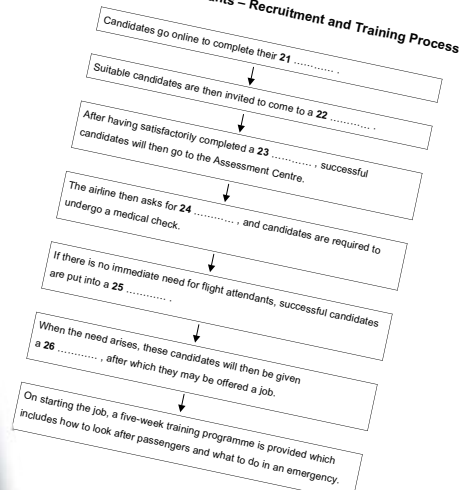 – Recruitment and Training Process
Candidates go online to complete their 21 ............ .
Suitable candidates are then invited to come to a 22 ............ .
After having satisfactorily completed a 23 ............ , successful
candidates will then go to the Assessment Centre.
The airline then asks for 24 ............ , and candidates are required to
undergo a medical check.
If there is no immediate need for flight attendants, successful candidates
are put into a 25 ............ .
When the need arises, these candidates will then be given
a 26 ............ , after which they may be offered a job.
On starting the job, a five-week training programme is provided which
includes how to look after passengers and what to do in an emergency.